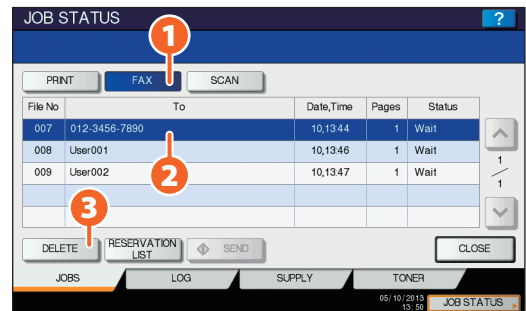 JOB STATUS
?
1
PRINT FAX SCAN
File No To Date,Time Pages Status
007 012-3456-7890 10,13:44 1 Wait
008 User001 10,13:46 1 Wait
009 User002 10,13:47 1 Wait
1
1
2
3
DELETE RESERVATION LIST SEND CLOSE
JOBS LOG SUPPLY TONER
05/10/2013
13:50 JOB STATUS